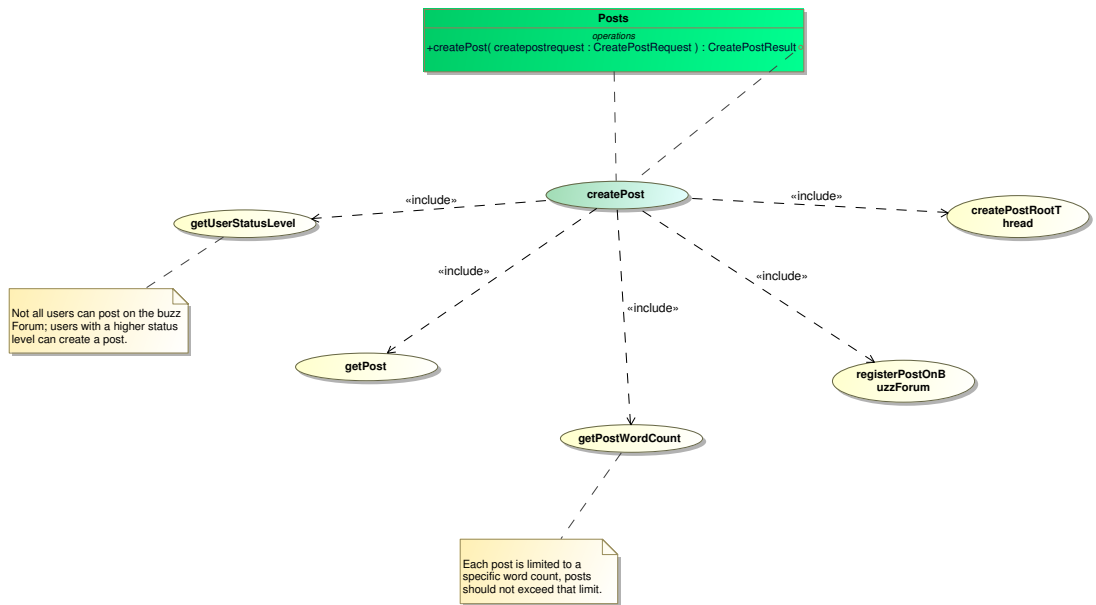 Posts
operations
+createPost( createpostrequest : CreatePostRequest ) : CreatePostResult
createPost
«include»
«include»
getUserStatusLevel
createPostRootT
hread
«include»
«include»
Not all users can post on the buzz
Forum; users with a higher status
level can create a post.
«include»
getPost
registerPostOnB
uzzForum
getPostWordCount
Each post is limited to a
specific word count, posts
should not exceed that limit.